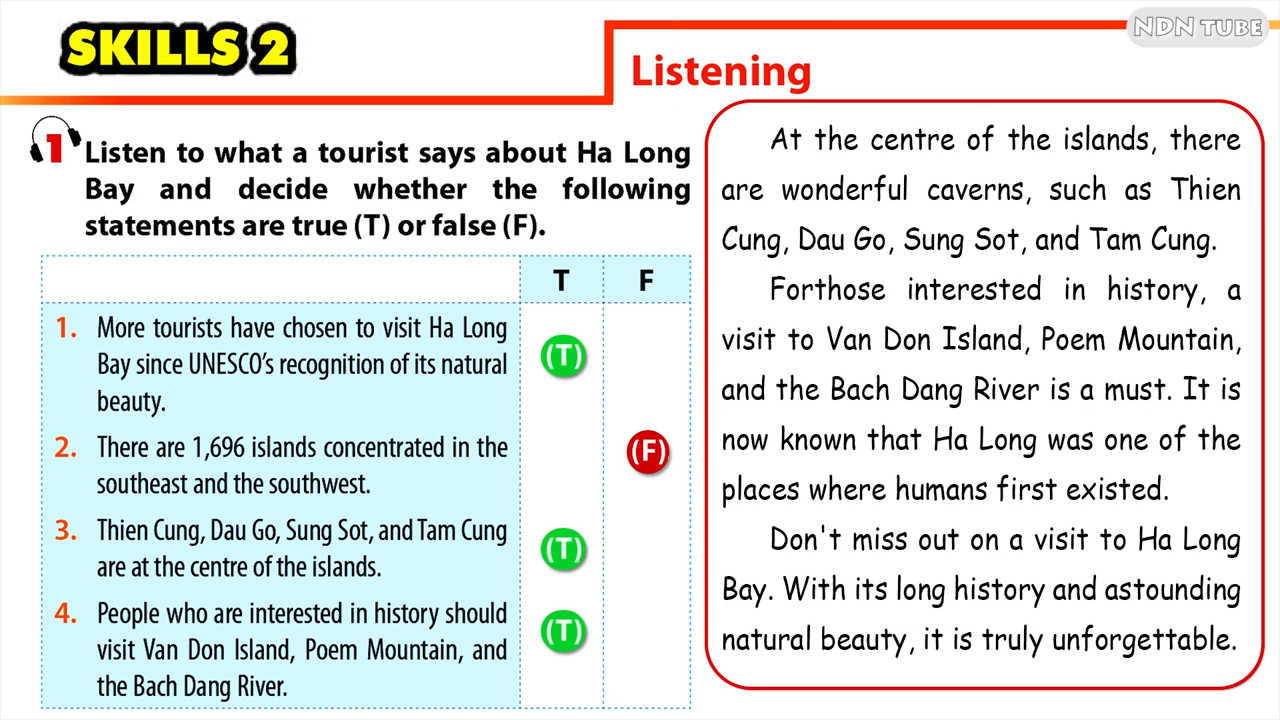 SKILLS 2
NDN TUBE
Listening
1 Listen to what a tourist says about Ha Long
Bay and decide whether the following
statements are true (T) or false (F).
T F
1. More tourists have chosen to visit Ha Long
Bay since UNESCO's recognition of its natural
beauty.
(T)
2. There are 1,696 islands concentrated in the
southeast and the southwest.
(F)
3. Thien Cung, Dau Go, Sung Sot, and Tam Cung
are at the centre of the islands.
(T)
4. People who are interested in history should
visit Van Don Island, Poem Mountain, and
the Bach Dang River.
(T)
At the centre of the islands, there
are wonderful caverns, such as Thien
Cung, Dau Go, Sung Sot, and Tam Cung.
Forthose interested in history, a
visit to Van Don Island, Poem Mountain,
and the Bach Dang River is a must. It is
now known that Ha Long was one of the
places where humans first existed.
Don't miss out on a visit to Ha Long
Bay. With its long history and astounding
natural beauty, it is truly unforgettable.